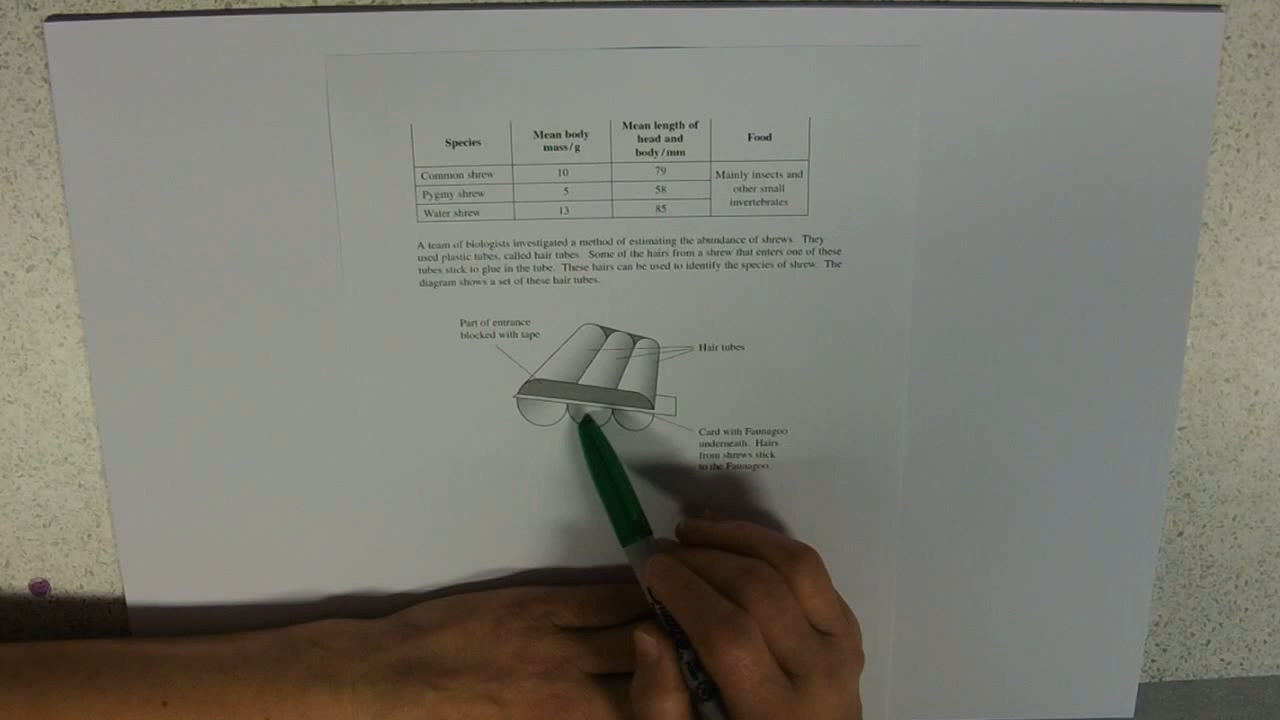 Species
Mean body
mass/g
Mean length of
head and
body/mm
Food
Common shrew 10 79
Pygmy shrew 5 58
Water shrew 13 85
Mainly insects and
other small
invertebrates
A team of biologists investigated a method of estimating the abundance of shrews. They
used plastic tubes, called hair tubes. Some of the hairs from a shrew that enters one of these
tubes stick to glue in the tube. These hairs can be used to identify the species of shrew. The
diagram shows a set of these hair tubes.
Part of entrance
blocked with tape
Hair tubes
Card with Faunagoo
underneath. Hairs
from shrews stick
to the Faunagoo.